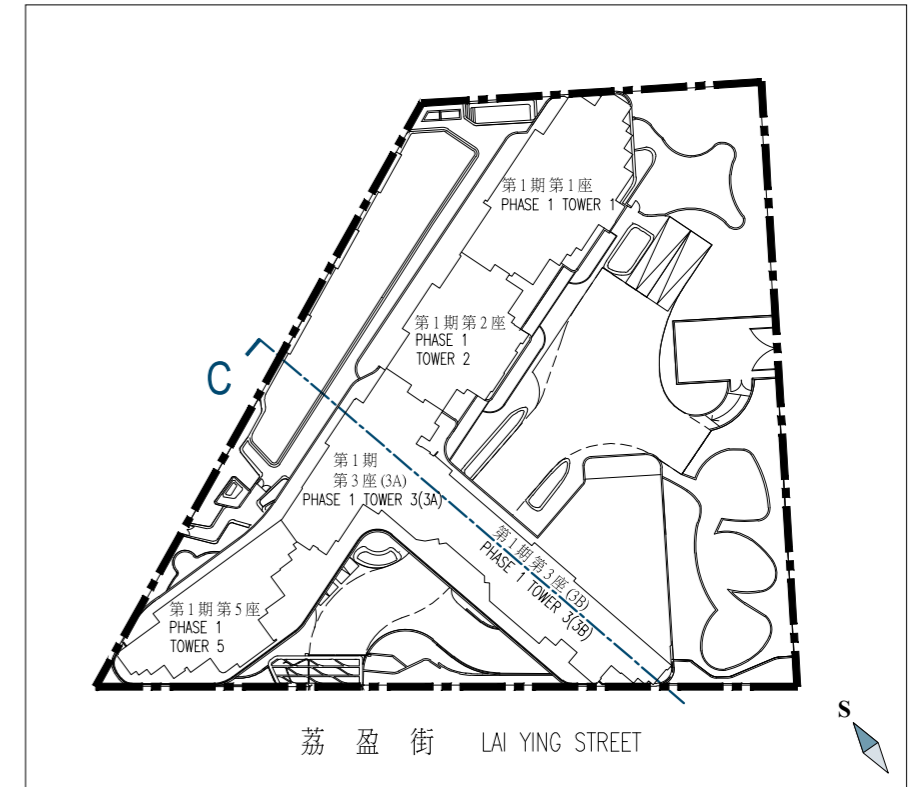 第1期第1座
PHASE 1 TOWER 1
第1期第2座
PHASE 1
TOWER 2
C
第1期
第3座(3A)
PHASE 1 TOWER 3(3A)
第1期第3座(3B)
PHASE 1 TOWER 3(3B)
第1期第5座
PHASE 1
TOWER 5
荔盈街 LAI YING STREET
S